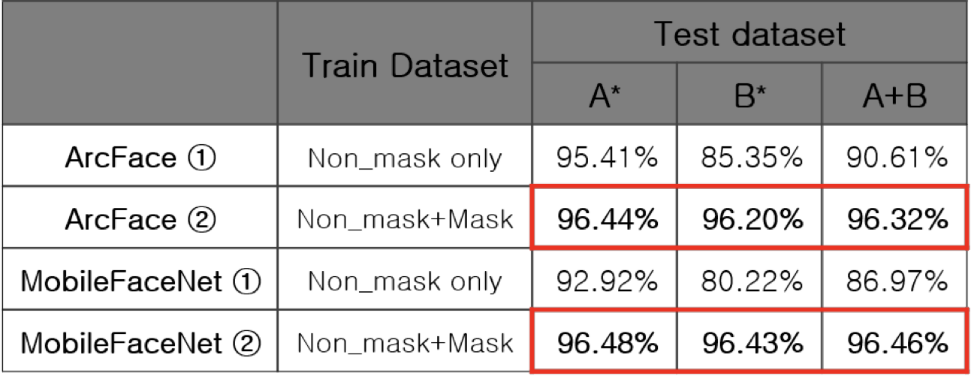 Train Dataset Test dataset
A* B* A+B
ArcFace ① Non_mask only 95.41% 85.35% 90.61%
ArcFace ② Non_mask+Mask 96.44% 96.20% 96.32%
MobileFaceNet ① Non_mask only 92.92% 80.22% 86.97%
MobileFaceNet ② Non_mask+Mask 96.48% 96.43% 96.46%